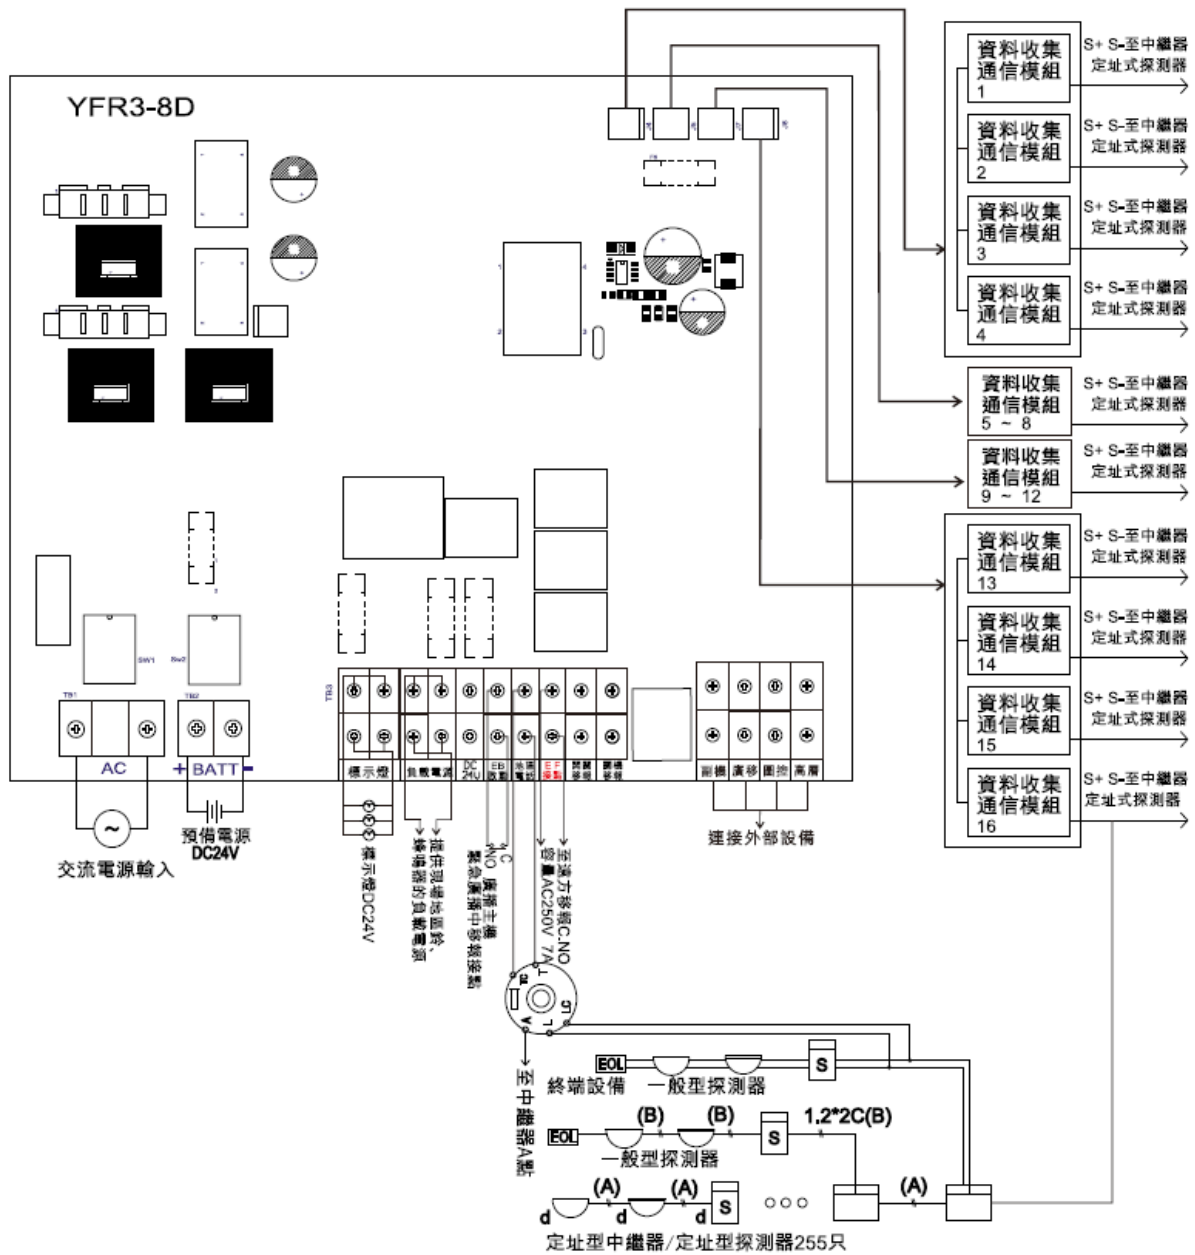 YFR3-8D
J7
資料收集
通信模組
1
S+ S-至中繼器
定址式探測器
資料收集
通信模組
2
S+ S-至中繼器
定址式探測器
資料收集
通信模組
3
S+ S-至中繼器
定址式探測器
資料收集
通信模組
4
S+ S-至中繼器
定址式探測器
資料收集
通信模組
5 ~ 8
S+ S-至中繼器
定址式探測器
資料收集
通信模組
9 ~ 12
S+ S-至中繼器
定址式探測器
資料收集
通信模組
13
S+ S-至中繼器
定址式探測器
資料收集
通信模組
14
S+ S-至中繼器
定址式探測器
資料收集
通信模組
15
S+ S-至中繼器
定址式探測器
資料收集
通信模組
16
S+ S-至中繼器
定址式探測器
1
2
3
4
SW1
SW2
TB1
TB2
TB3
AC
+ BATT -
~
交流電源輸入
預備電源
DC24V
標示燈
負載電源
DC
24V
EB
副機
廣移
圖控
高層
連接外部設備
標示燈DC24V
提供現場地區鈴、
蜂鳴器的負載電源
C
NO 廣播主機
緊急廣播中移報接點
至遠方移報C.NO
容量AC250V 7A
T
A
L
至中繼器A點
EOL
終端設備
一般型探測器
S
EOL
(B)
(B)
S
1.2*2C(B)
一般型探測器
d
(A)
d
(A)
d
S
(A)
定址型中繼器/定址型探測器255只